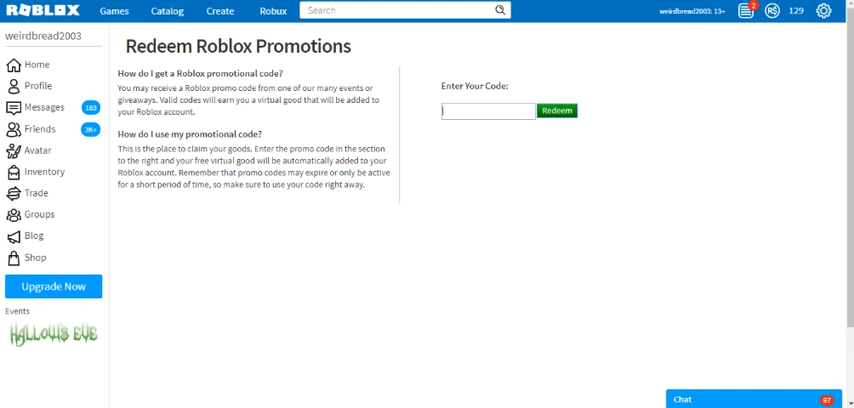 ROBLOX Games Catalog Create Robux Search weirdbread2003: 13+ 2 R$ 129
weirdbread2003
Home
Profile
Messages 163
Friends 3K+
Avatar
Inventory
Trade
Groups
Blog
Shop
Upgrade Now
Events
HALLOW'S EVE
Redeem Roblox Promotions
How do I get a Roblox promotional code?
You may receive a Roblox promo code from one of our many events or
giveaways. Valid codes will earn you a virtual good that will be added to
your Roblox account.
How do I use my promotional code?
This is the place to claim your goods. Enter the promo code in the section
to the right and your free virtual good will be automatically added to your
Roblox account. Remember that promo codes may expire or only be active
for a short period of time, so make sure to use your code right away.
Enter Your Code:
Redeem
Chat 97